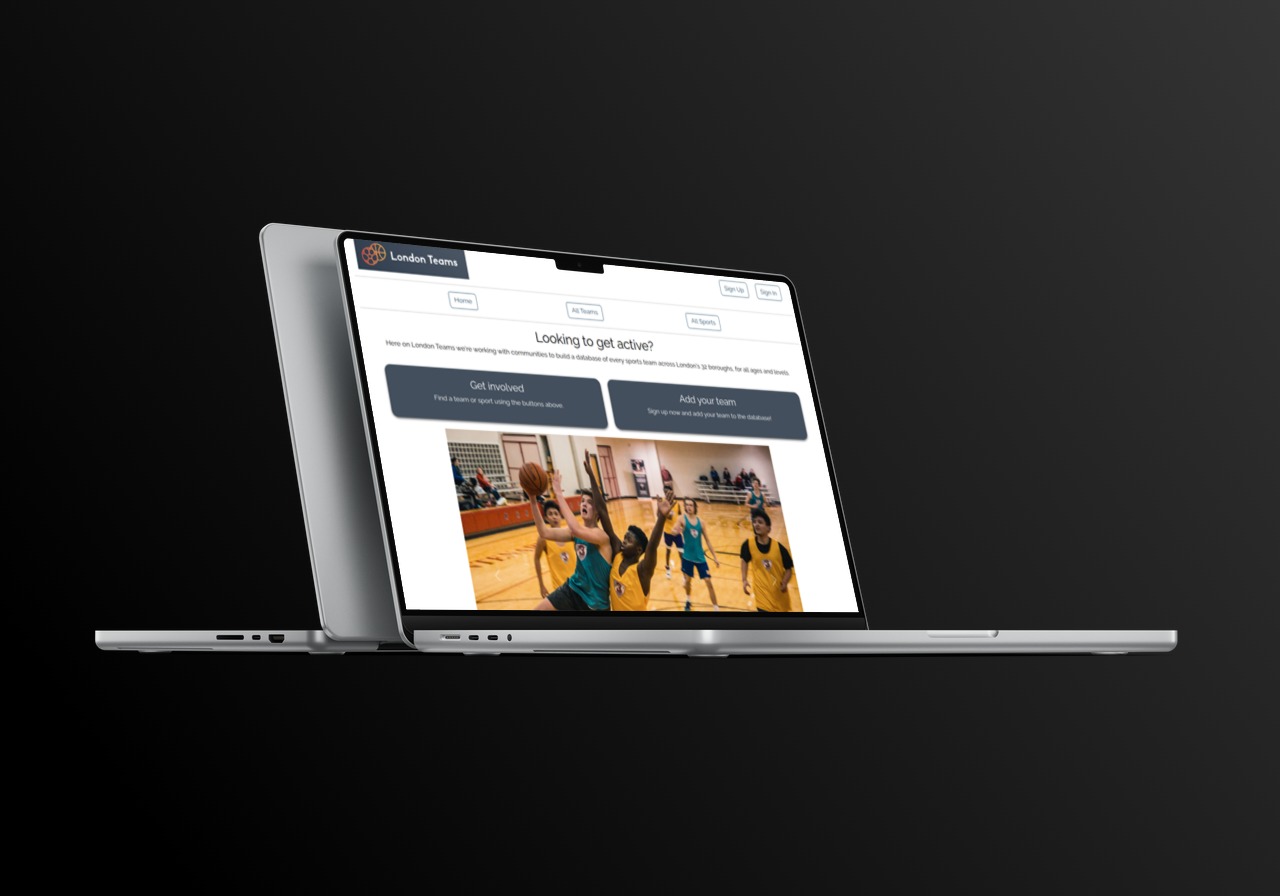 London Teams
Sign Up
Sign In
Home
All Teams
All Sports
Looking to get active?
Here on London Teams we're working with communities to build a database of every sports team across London's 32 boroughs, for all ages and levels.
Get involved
Find a team or sport using the buttons above.
Add your team
Sign up now and add your team to the database!